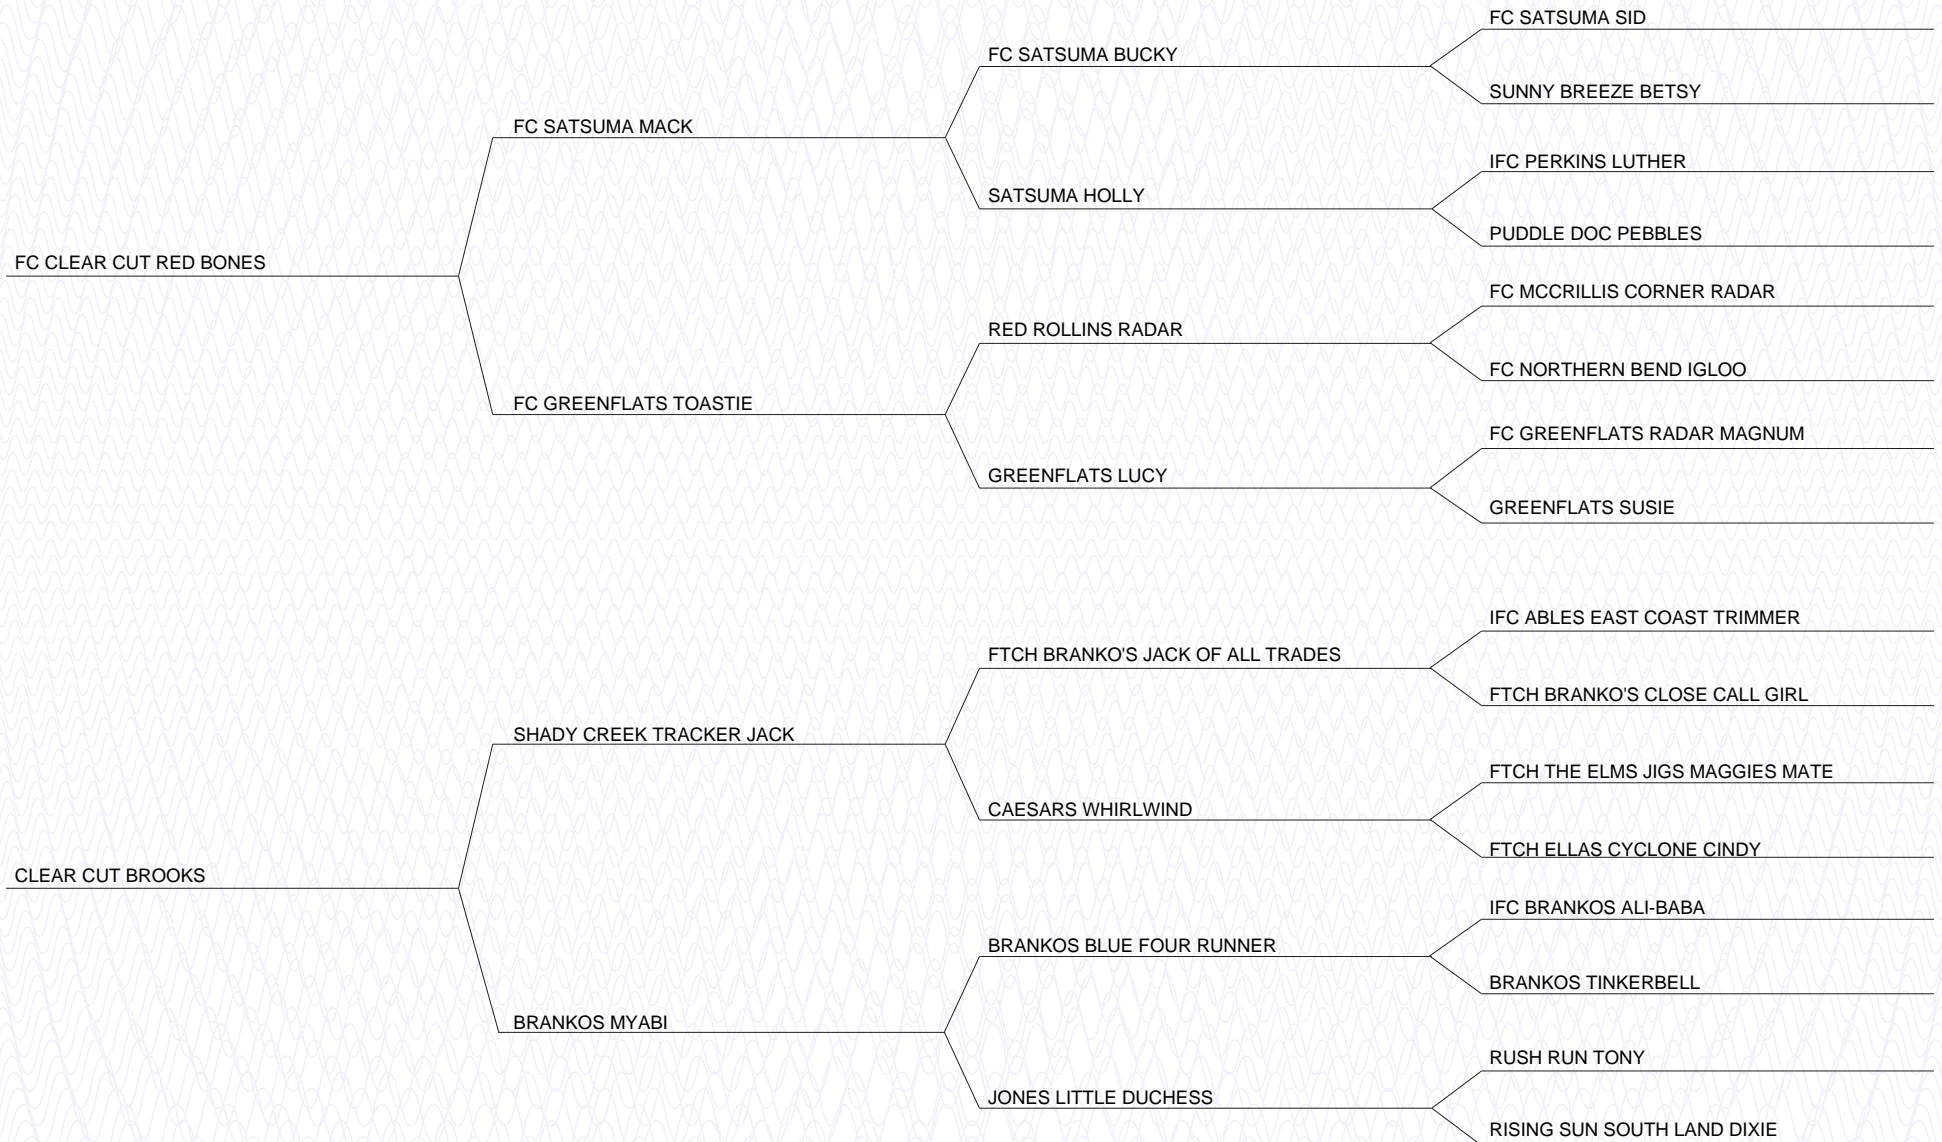 FC SATSUMA SID
FC SATSUMA BUCKY
SUNNY BREEZE BETSY
FC SATSUMA MACK
IFC PERKINS LUTHER
SATSUMA HOLLY
PUDDLE DOC PEBBLES
FC CLEAR CUT RED BONES
FC MCCRILLIS CORNER RADAR
RED ROLLINS RADAR
FC NORTHERN BEND IGLOO
FC GREENFLATS TOASTIE
FC GREENFLATS RADAR MAGNUM
GREENFLATS LUCY
GREENFLATS SUSIE
IFC ABLES EAST COAST TRIMMER
FTCH BRANKO'S JACK OF ALL TRADES
FTCH BRANKO'S CLOSE CALL GIRL
SHADY CREEK TRACKER JACK
FTCH THE ELMS JIGS MAGGIES MATE
CAESARS WHIRLWIND
FTCH ELLAS CYCLONE CINDY
CLEAR CUT BROOKS
IFC BRANKOS ALI-BABA
BRANKOS BLUE FOUR RUNNER
BRANKOS TINKERBELL
BRANKOS MYABI
RUSH RUN TONY
JONES LITTLE DUCHESS
RISING SUN SOUTH LAND DIXIE